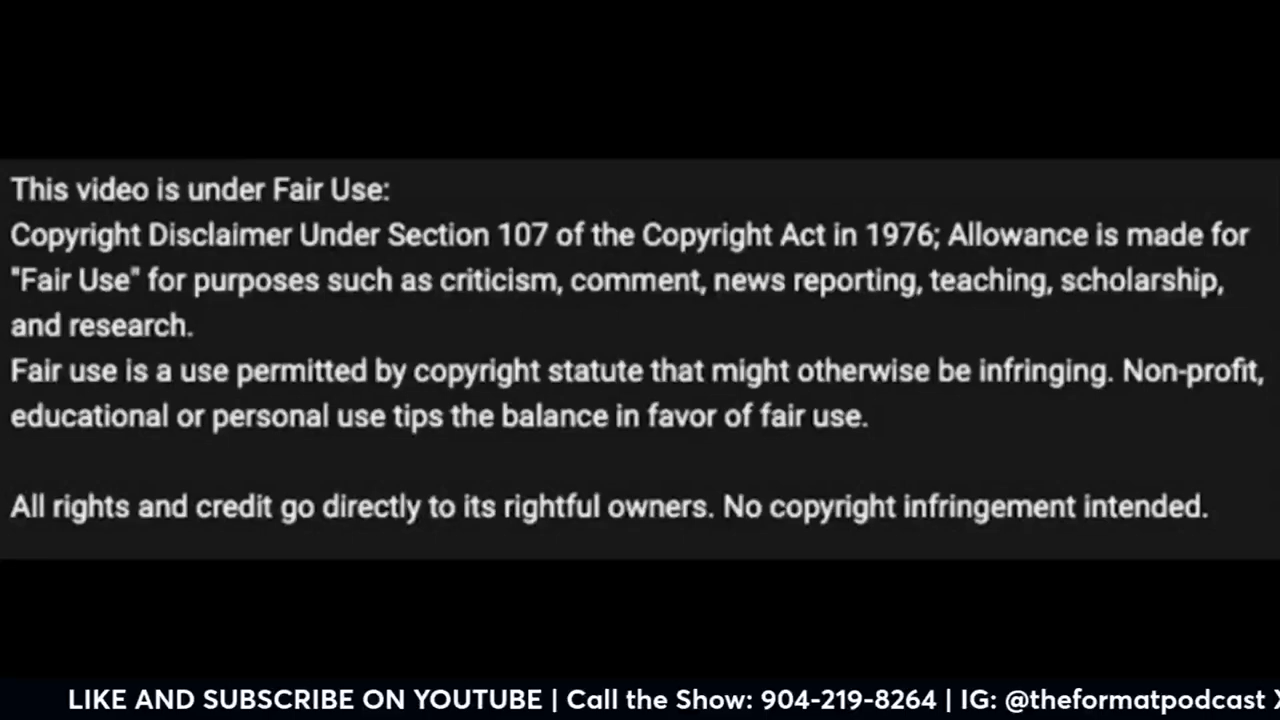 This video is under Fair Use:
Copyright Disclaimer Under Section 107 of the Copyright Act in 1976; Allowance is made for
"Fair Use" for purposes such as criticism, comment, news reporting, teaching, scholarship,
and research.
Fair use is a use permitted by copyright statute that might otherwise be infringing. Non-profit,
educational or personal use tips the balance in favor of fair use.
All rights and credit go directly to its rightful owners. No copyright infringement intended.
LIKE AND SUBSCRIBE ON YOUTUBE | Call the Show: 904-219-8264 | IG: @theformatpodcast